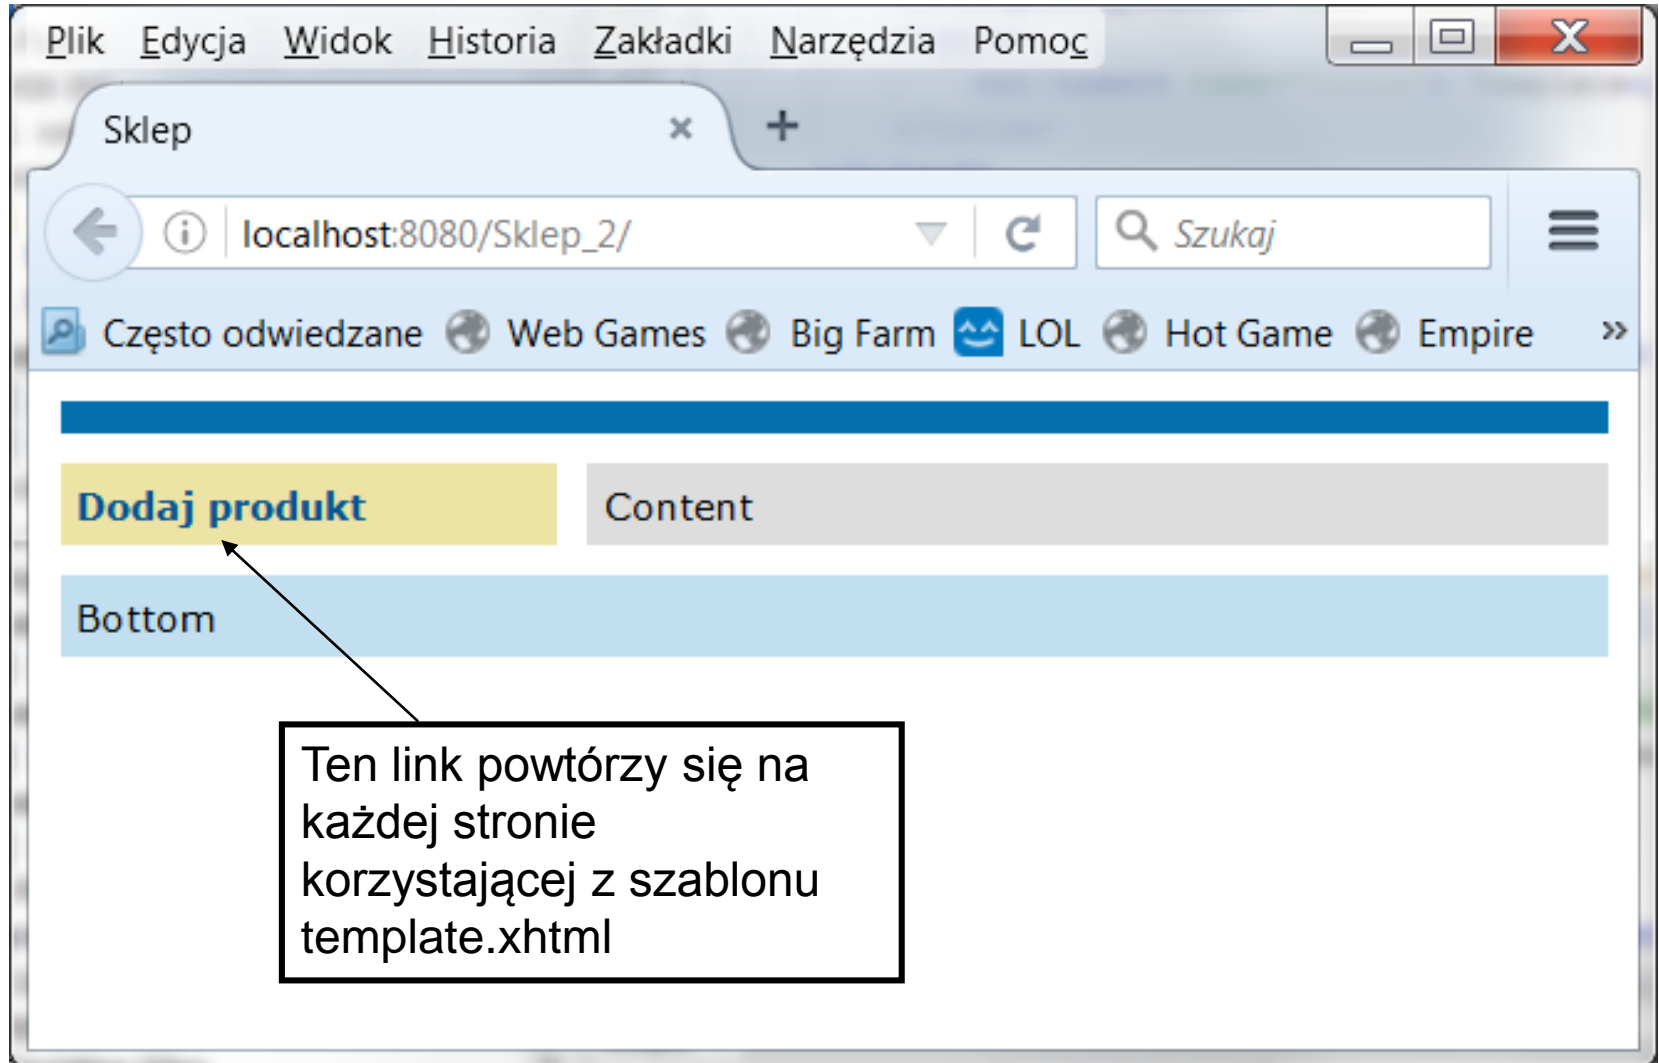 Plik Edycja Widok Historia Zakładki Narzędzia Pomoc
Sklep
localhost:8080/Sklep_2/
Szukaj
Często odwiedzane Web Games Big Farm LOL Hot Game Empire »
Dodaj produkt
Content
Bottom
Ten link powtórzy się na
każdej stronie
korzystającej z szablonu
template.xhtml